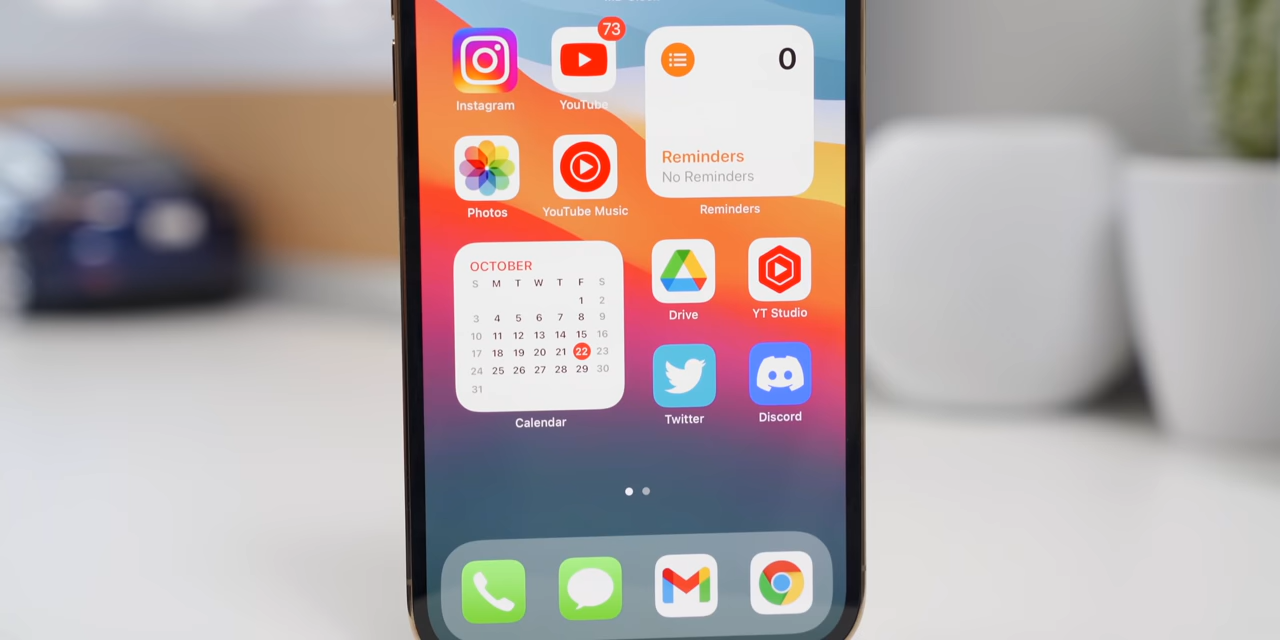 73
0
Instagram
YouTube
Reminders
No Reminders
Photos
YouTube Music
Reminders
OCTOBER
S M T W T F S
1 2
3 4 5 6 7 8 9
10 11 12 13 14 15 16
17 18 19 20 21 22 23
24 25 26 27 28 29 30
31
Drive
YT Studio
Calendar
Twitter
Discord